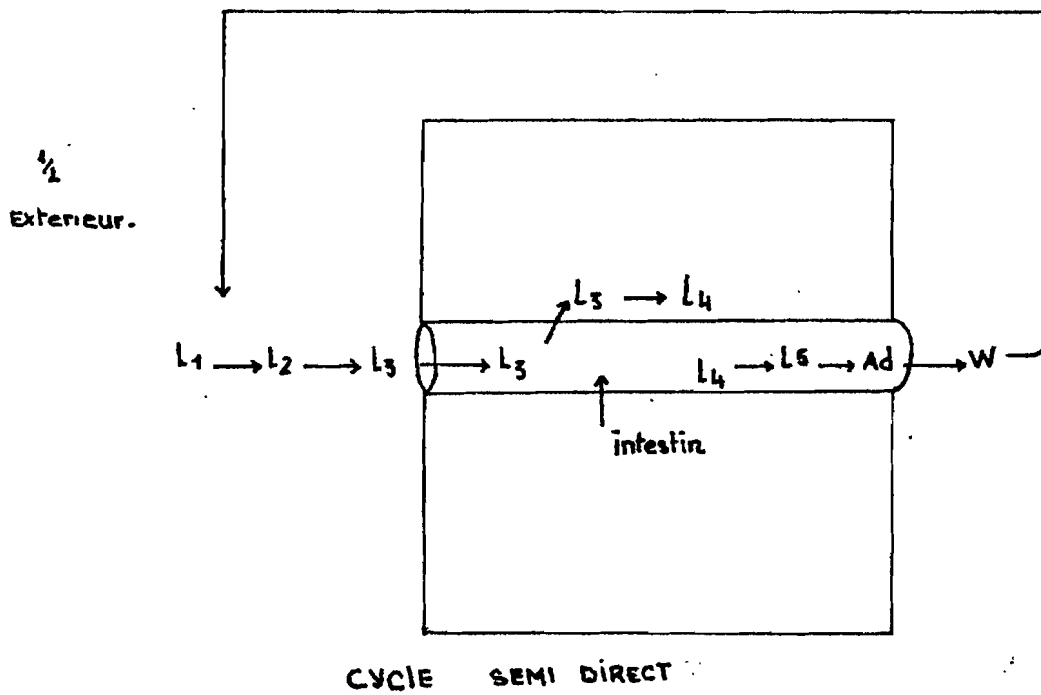 1/2
Exterieur.
L3 → L4
L1 → L2 → L3 → L3
L4 → L5 → Ad → W
intestin
CYCLE SEMI DIRECT